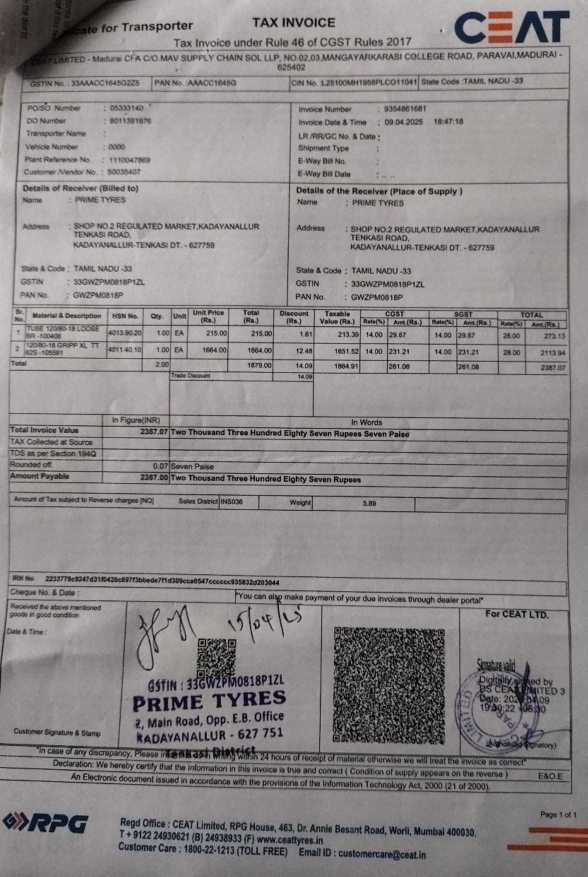 cate for Transporter
TAX INVOICE
CEAT
Tax Invoice under Rule 46 of CGST Rules 2017
CEAT LIMITED - Madurai CFA C/O.MAV SUPPLY CHAIN SOL LLP, NO.02,03,MANGAYARKARASI COLLEGE ROAD, PARAVAI,MADURAI - 625402
GSTIN No. : 33AAACC1645G2Z5 PAN No. : AAACC1645G CIN No. :L25100MH1958PLC011041 State Code :TAMIL NADU -33
PO/SO Number : 05333140
DO Number : 8011391876
Transporter Name :
Vehicle Number : 0000
Plant Reference No. : 1110047869
Customer /Vendor No. : 50035407
Invoice Number : 9354861681
Invoice Date & Time : 09.04.2025 18:47:18
LR /RR/GC No. & Date :
Shipment Type :
E-Way Bill No. :
E-Way Bill Date :
Details of Receiver (Billed to)
Name : PRIME TYRES
Address : SHOP NO.2 REGULATED MARKET,KADAYANALLUR
TENKASI ROAD,
KADAYANALLUR-TENKASI DT. - 627759
State & Code : TAMIL NADU -33
GSTIN : 33GWZPM0818P1ZL
PAN No. : GWZPM0818P
Details of the Receiver (Place of Supply )
Name : PRIME TYRES
Address : SHOP NO.2 REGULATED MARKET,KADAYANALLUR
TENKASI ROAD,
KADAYANALLUR-TENKASI DT. - 627759
State & Code : TAMIL NADU -33
GSTIN : 33GWZPM0818P1ZL
PAN No. : GWZPM0818P
Sr. No. Material & Description HSN No. Qty. Unit Unit Price (Rs.) Total (Rs.) Discount (Rs.) Taxable Value (Rs.) CGST Rate(%) Amt.(Rs.) SGST Rate(%) Amt.(Rs.) TOTAL Rate(%) Amt.(Rs.)
1 TUBE 120/80-18 LOOSE BR -100408 4013.90.20 1.00 EA 215.00 215.00 1.61 213.39 14.00 29.87 14.00 29.87 28.00 273.13
2 120/80-18 GRIPP XL TT 62S -105591 4011.40.10 1.00 EA 1664.00 1664.00 12.48 1651.52 14.00 231.21 14.00 231.21 28.00 2113.94
Total 2.00 1879.00 14.09 1864.91 261.08 261.08 2387.07
Trade Discount 14.09
In Figure(INR) In Words
Total Invoice Value 2387.07 Two Thousand Three Hundred Eighty Seven Rupees Seven Paise
TAX Collected at Source
TDS as per Section 194Q
Rounded off. 0.07 Seven Paise
Amount Payable 2387.00 Two Thousand Three Hundred Eighty Seven Rupees
Amount of Tax subject to Reverse charges [NO] Sales District INS036 Weight 5.89
IRN No
Cheque No. & Date : "You can also make payment of your due invoices through dealer portal"
Received the above mentioned
goods in good condition
Date & Time :
15/04/25
GSTIN : 33GWZPM0818P1ZL
PRIME TYRES
2, Main Road, Opp. E.B. Office
KADAYANALLUR - 627 751
Tenkasi District
Customer Signature & Stamp
For CEAT LTD.
Signature valid
Digitally signed by
DS CEAT LIMITED 3
"In case of any discrepancy, Please in writing within 24 hours of receipt of material otherwise we will treat the invoice as correct"
Declaration: We hereby certify that the information in this invoice is true and correct ( Condition of supply appears on the reverse ) E&O.E
An Electronic document issued in accordance with the provisions of the Information Technology Act, 2000 (21 of 2000).
Page 1 of 1
RPG
Regd Office : CEAT Limited, RPG House, 463, Dr. Annie Besant Road, Worli, Mumbai 400030.
T + 9122 24930621 (B) 24938933 (F) www.ceattyres.in
Customer Care : 1800-22-1213 (TOLL FREE) Email ID : customercare@ceat.in